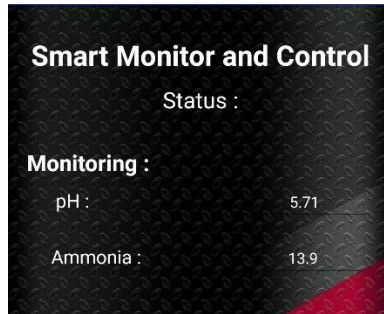 Smart Monitor and Control
Status :
Monitoring :
pH : 5.71
Ammonia : 13.9